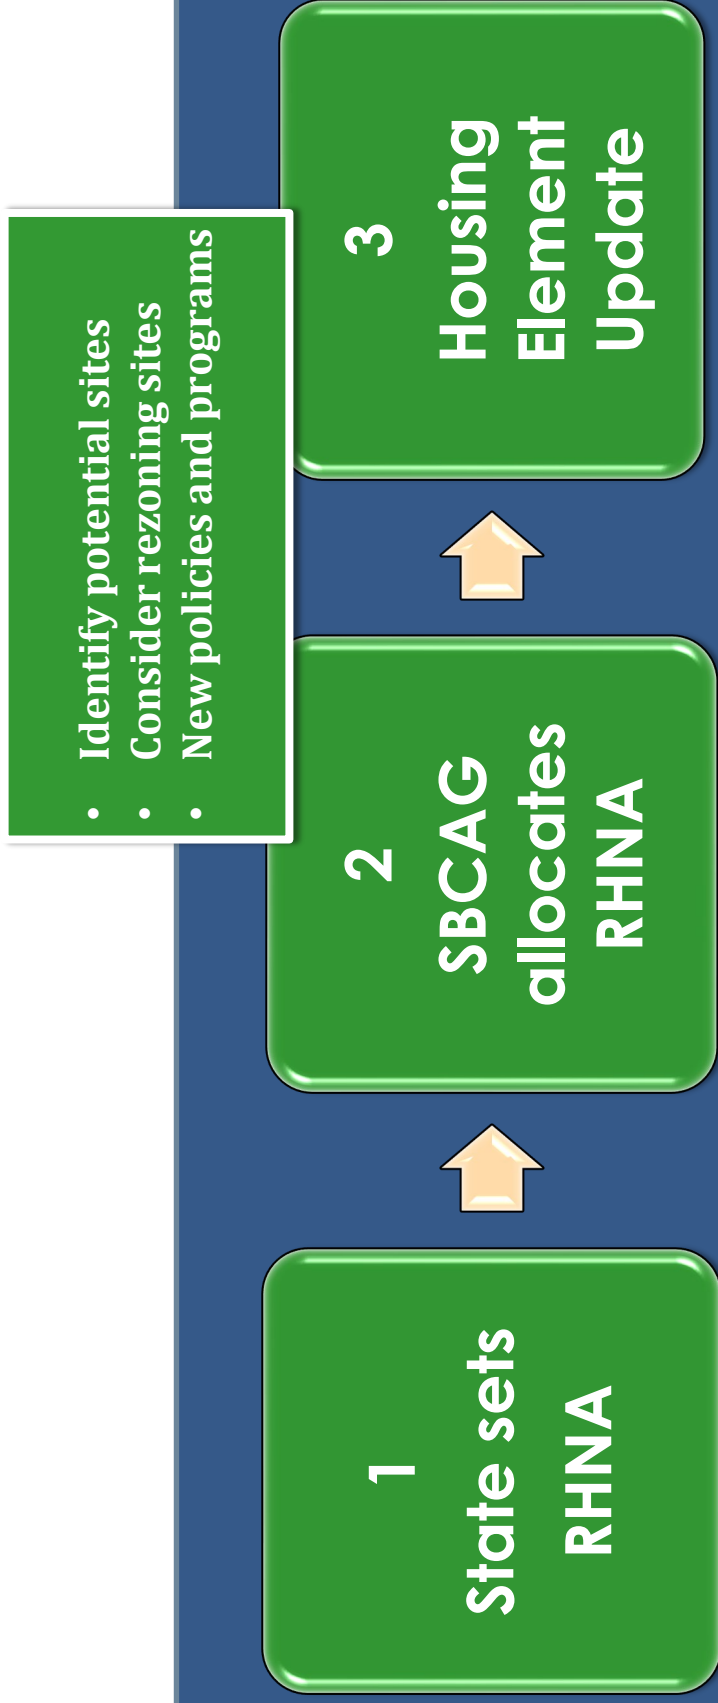 • Identify potential sites
• Consider rezoning sites
• New policies and programs
1
State sets
RHNA
2
SBCAG
allocates
RHNA
3
Housing
Element
Update